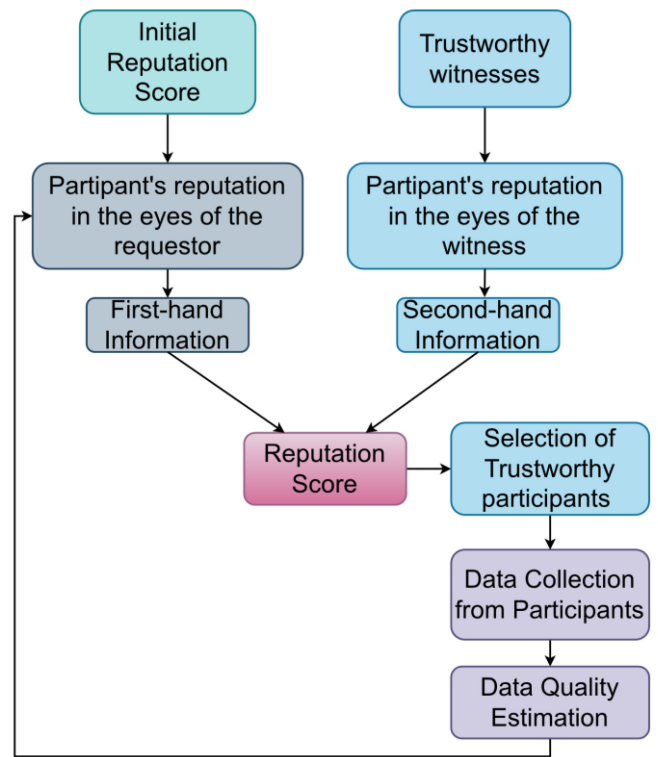 Initial
Reputation
Score
Trustworthy
witnesses
Partipant's reputation
in the eyes of the
requestor
Partipant's reputation
in the eyes of the
witness
First-hand
Information
Second-hand
Information
Reputation
Score
Selection of
Trustworthy
participants
Data Collection
from Participants
Data Quality
Estimation